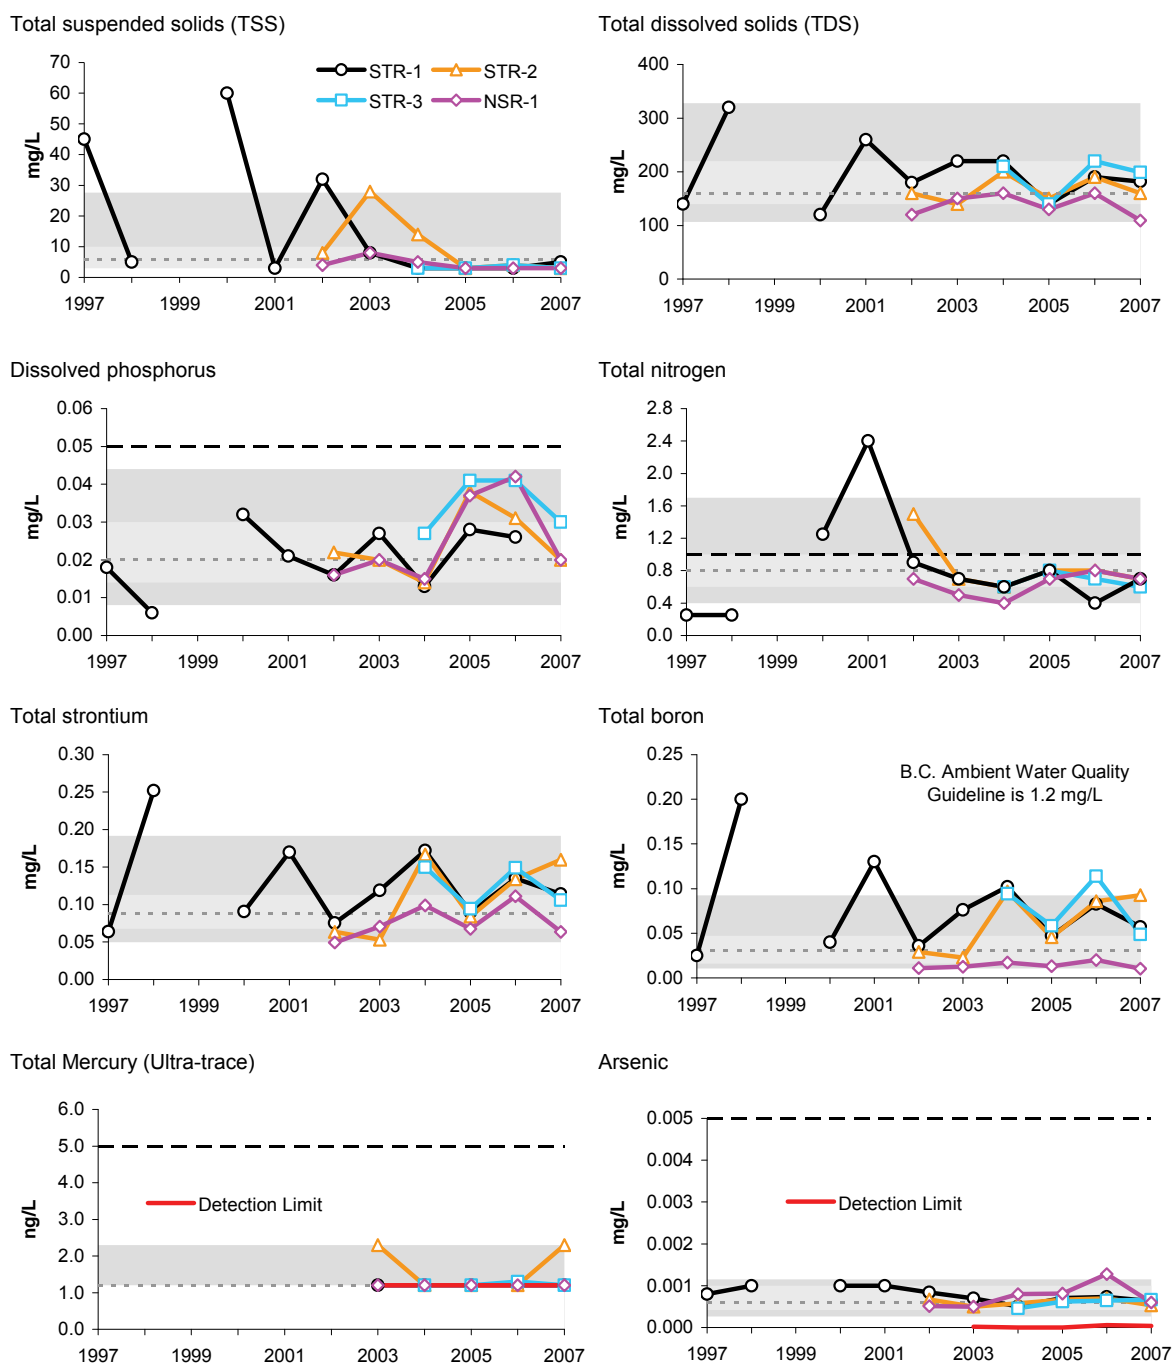 Total suspended solids (TSS)
mg/L
70
60
50
40
30
20
10
0
1997 1999 2001 2003 2005 2007
STR-1 STR-2
STR-3 NSR-1
Total dissolved solids (TDS)
mg/L
400
300
200
100
0
1997 1999 2001 2003 2005 2007
Dissolved phosphorus
mg/L
0.06
0.05
0.04
0.03
0.02
0.01
0.00
1997 1999 2001 2003 2005 2007
Total nitrogen
mg/L
2.8
2.4
2.0
1.6
1.2
0.8
0.4
0.0
1997 1999 2001 2003 2005 2007
Total strontium
mg/L
0.30
0.25
0.20
0.15
0.10
0.05
0.00
1997 1999 2001 2003 2005 2007
Total boron
mg/L
0.25
0.20
0.15
0.10
0.05
0.00
1997 1999 2001 2003 2005 2007
B.C. Ambient Water Quality
Guideline is 1.2 mg/L
Total Mercury (Ultra-trace)
ng/L
6.0
5.0
4.0
3.0
2.0
1.0
0.0
1997 1999 2001 2003 2005 2007
Detection Limit
Arsenic
mg/L
0.005
0.004
0.003
0.002
0.001
0.000
1997 1999 2001 2003 2005 2007
Detection Limit